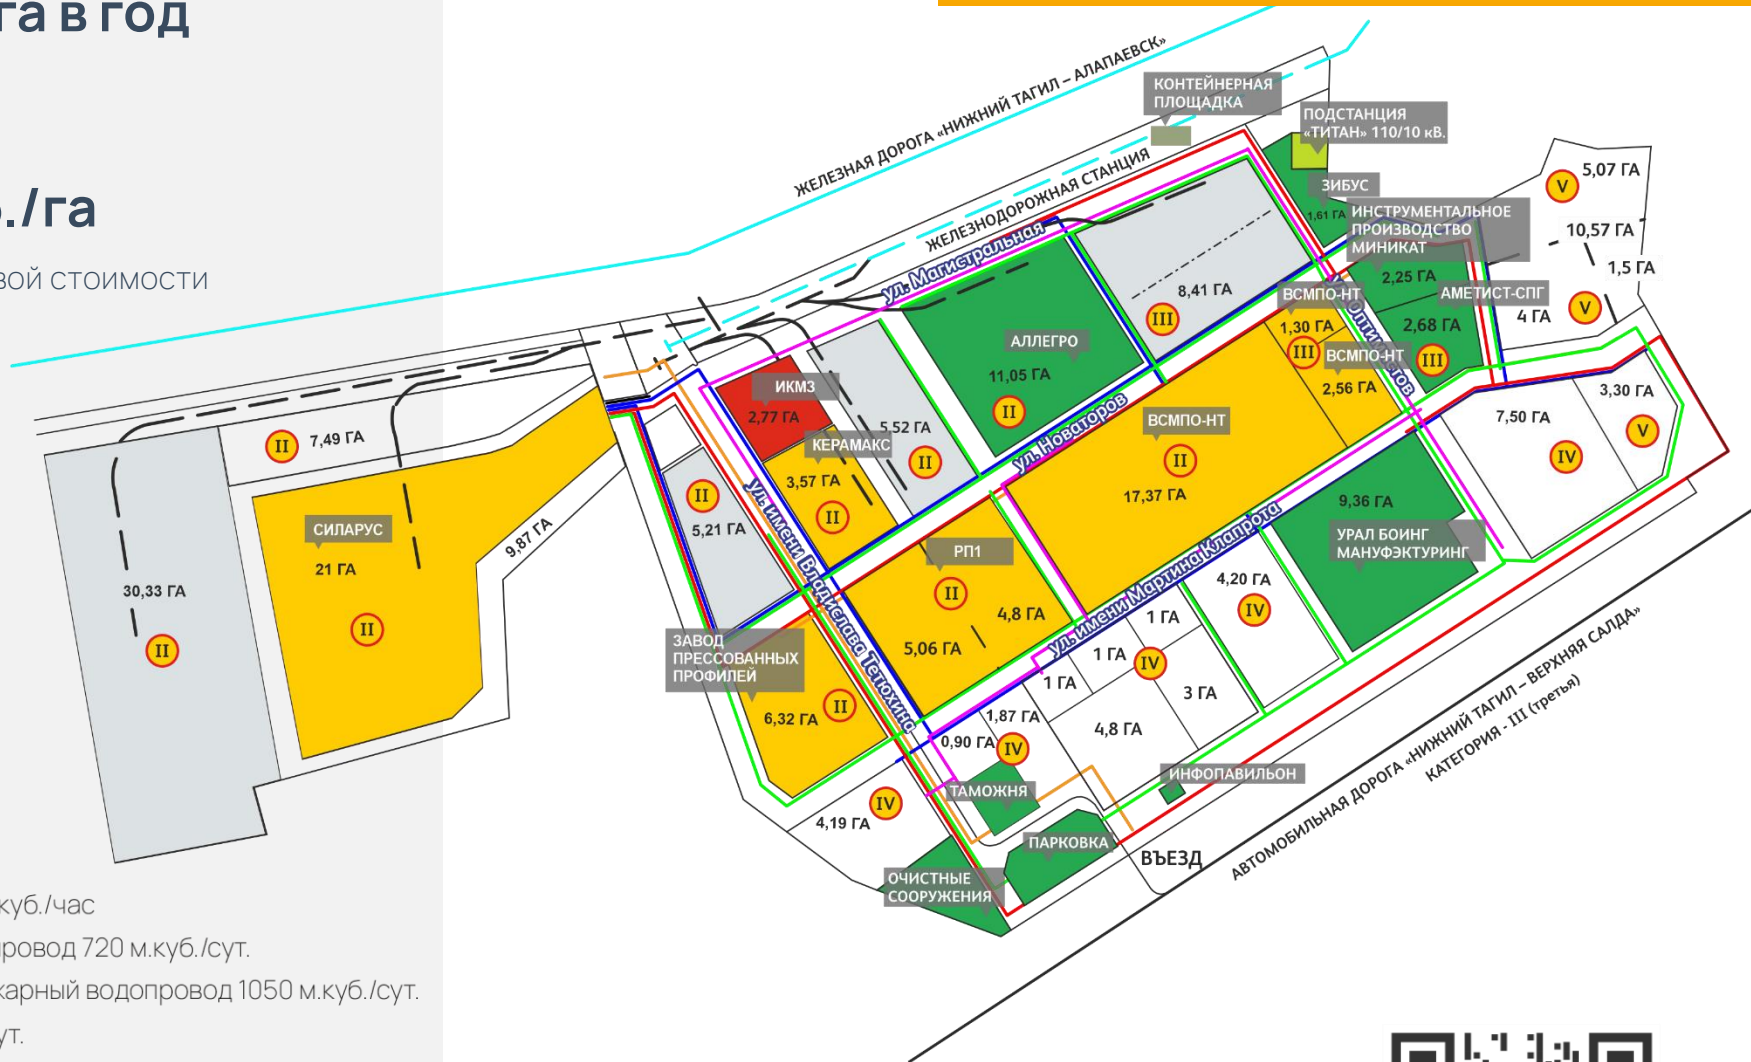 га в год
./га
вой стоимости
куб./час
провод 720 м.куб./сут.
карный водопровод 1050 м.куб./сут.
ут.
ЖЕЛЕЗНАЯ ДОРОГА «НИЖНИЙ ТАГИЛ – АЛАПАЕВСК»
КОНТЕЙНЕРНАЯ
ПЛОЩАДКА
ПОДСТАНЦИЯ
«ТИТАН» 110/10 кВ.
ЖЕЛЕЗНОДОРОЖНАЯ СТАНЦИЯ
ЗИБУС
1,61 ГА
ИНСТРУМЕНТАЛЬНОЕ
ПРОИЗВОДСТВО
МИНИКАТ
2,25 ГА
АМЕТИСТ-СПГ
2,68 ГА
III
V
5,07 ГА
10,57 ГА
1,5 ГА
4 ГА
V
ул. Магистральная
8,41 ГА
III
ВСМПО-НТ
1,30 ГА
III
ВСМПО-НТ
2,56 ГА
АЛЛЕГРО
11,05 ГА
II
ИКМЗ
2,77 ГА
КЕРАМАКС
3,57 ГА
II
5,52 ГА
II
ул. Новаторов
ВСМПО-НТ
II
17,37 ГА
7,50 ГА
IV
3,30 ГА
V
II
7,49 ГА
СИЛАРУС
21 ГА
II
30,33 ГА
II
9,87 ГА
II
5,21 ГА
ул. имени Владислава Тетюхина
РП1
II
4,8 ГА
5,06 ГА
ул. имени Мартина Клапрота
9,36 ГА
УРАЛ БОИНГ
МАНУФЭКТУРИНГ
4,20 ГА
IV
1 ГА
1 ГА
IV
1 ГА
3 ГА
4,8 ГА
1,87 ГА
0,90 ГА
IV
ЗАВОД
ПРЕССОВАННЫХ
ПРОФИЛЕЙ
6,32 ГА
II
IV
4,19 ГА
ТАМОЖНЯ
ИНФОПАВИЛЬОН
ПАРКОВКА
ВЪЕЗД
ОЧИСТНЫЕ
СООРУЖЕНИЯ
АВТОМОБИЛЬНАЯ ДОРОГА «НИЖНИЙ ТАГИЛ – ВЕРХНЯЯ САЛДА»
КАТЕГОРИЯ - III (третья)